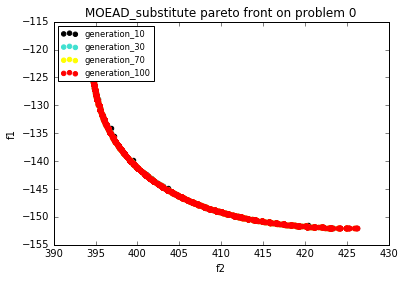 MOEAD_substitute pareto front on problem 0
−115
−120
−125
−130
−135
−140
−145
−150
−155
f1
generation_10
generation_30
generation_70
generation_100
390
395
400
405
410
415
420
425
430
f2